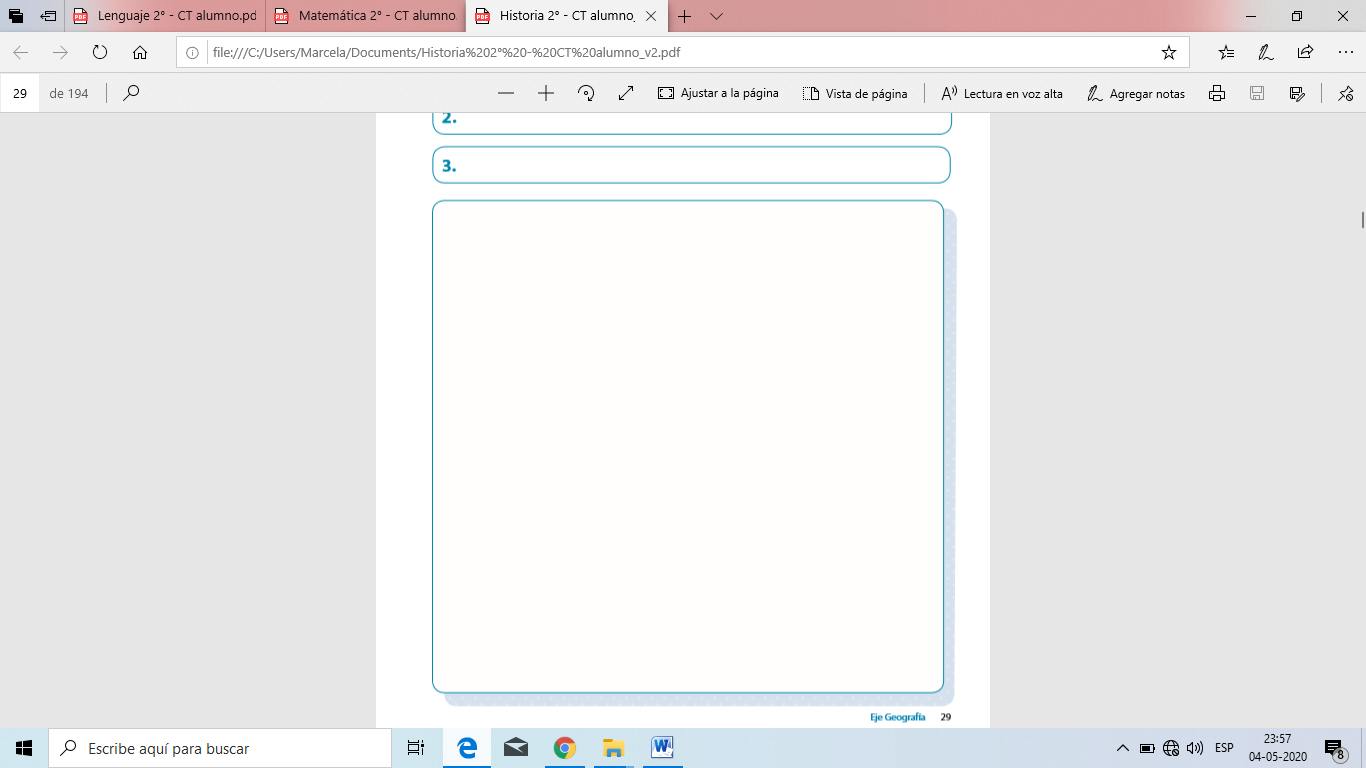 Lenguaje 2° - CT alumno.pd
Matemática 2° - CT alumno.
Historia 2° - CT alumno_
file:///C:/Users/Marcela/Documents/Historia%202°%20-%20CT%20alumno_v2.pdf
29 de 194
Ajustar a la página
Vista de página
Lectura en voz alta
Agregar notas
2.
3.
Eje Geografía 29
Escribe aquí para buscar
ESP
23:57
04-05-2020
8